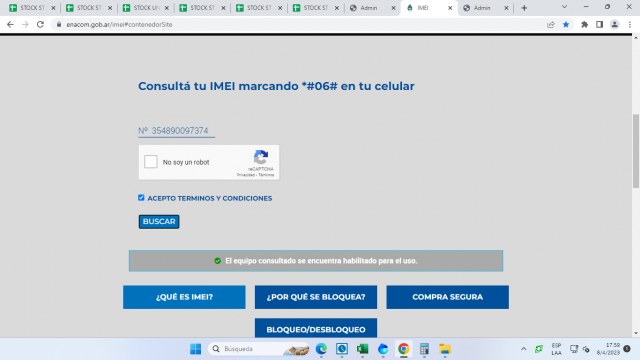 STOCK ST
STOCK ST
STOCK UN
STOCK ST
STOCK ST
STOCK ST
Admin
IMEI
Admin
enacom.gob.ar/imei#contenedorSite
Consultá tu IMEI marcando *#06# en tu celular
Nº 354890097374
No soy un robot
reCAPTCHA
Privacidad - Términos
ACEPTO TERMINOS Y CONDICIONES
BUSCAR
El equipo consultado se encuentra habilitado para el uso.
¿QUÉ ES IMEI?
¿POR QUÉ SE BLOQUEA?
COMPRA SEGURA
BLOQUEO/DESBLOQUEO
Búsqueda
ESP
LAA
17:59
8/4/2023